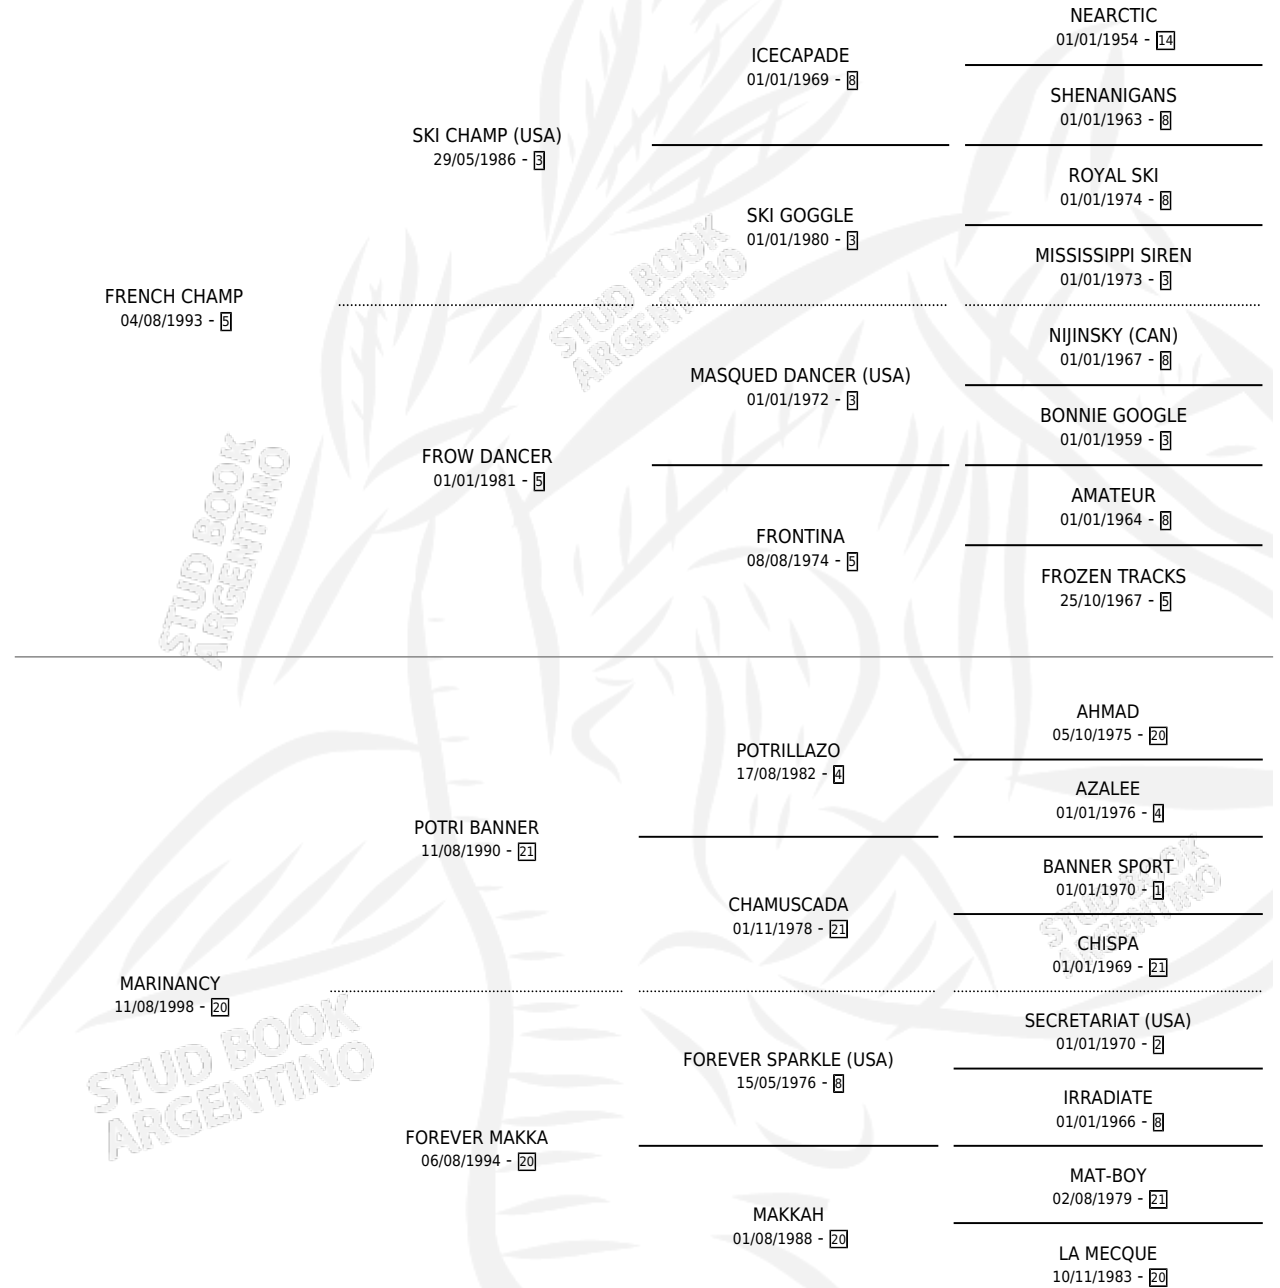 NEARCTIC
01/01/1954 - 14
ICECAPADE
01/01/1969 - 8
SHENANIGANS
01/01/1963 - 8
SKI CHAMP (USA)
29/05/1986 - 3
ROYAL SKI
01/01/1974 - 8
SKI GOGGLE
01/01/1980 - 3
MISSISSIPPI SIREN
01/01/1973 - 3
FRENCH CHAMP
04/08/1993 - 5
NIJINSKY (CAN)
01/01/1967 - 8
MASQUED DANCER (USA)
01/01/1972 - 3
BONNIE GOOGLE
01/01/1959 - 3
FROW DANCER
01/01/1981 - 5
AMATEUR
01/01/1964 - 8
FRONTINA
08/08/1974 - 5
FROZEN TRACKS
25/10/1967 - 5
AHMAD
05/10/1975 - 20
POTRILLAZO
17/08/1982 - 4
AZALEE
01/01/1976 - 4
POTRI BANNER
11/08/1990 - 21
BANNER SPORT
01/01/1970 - 1
CHAMUSCADA
01/11/1978 - 21
CHISPA
01/01/1969 - 21
MARINANCY
11/08/1998 - 20
SECRETARIAT (USA)
01/01/1970 - 2
FOREVER SPARKLE (USA)
15/05/1976 - 8
IRRADIATE
01/01/1966 - 8
FOREVER MAKKA
06/08/1994 - 20
MAT-BOY
02/08/1979 - 21
MAKKAH
01/08/1988 - 20
LA MECQUE
10/11/1983 - 20
STUD BOOK
ARGENTINO
STUD BOOK
ARGENTINO
STUD BOOK
ARGENTINO
STUD BOOK
ARGENTINO